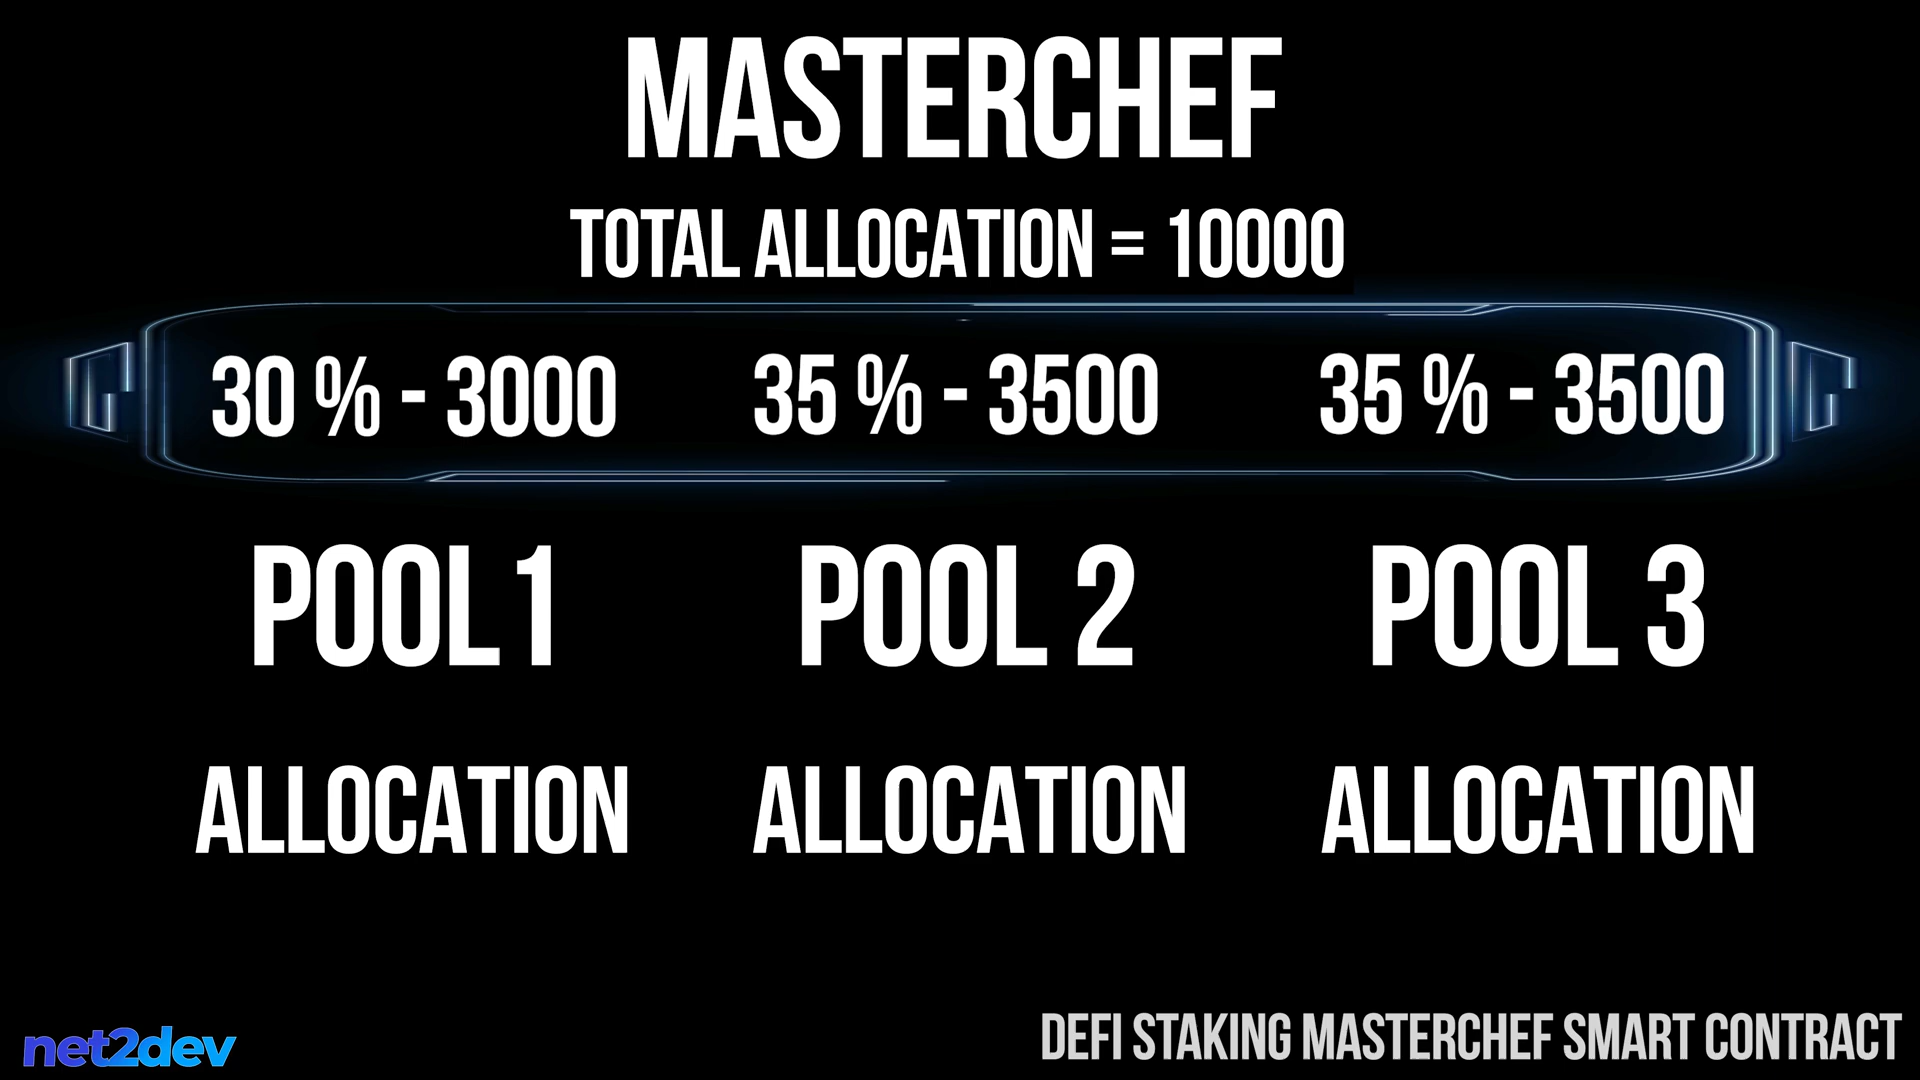 MASTERCHEF
TOTAL ALLOCATION = 10000
30 % - 3000
35 % - 3500
35 % - 3500
POOL 1
POOL 2
POOL 3
ALLOCATION
ALLOCATION
ALLOCATION
net2dev
DEFI STAKING MASTERCHEF SMART CONTRACT